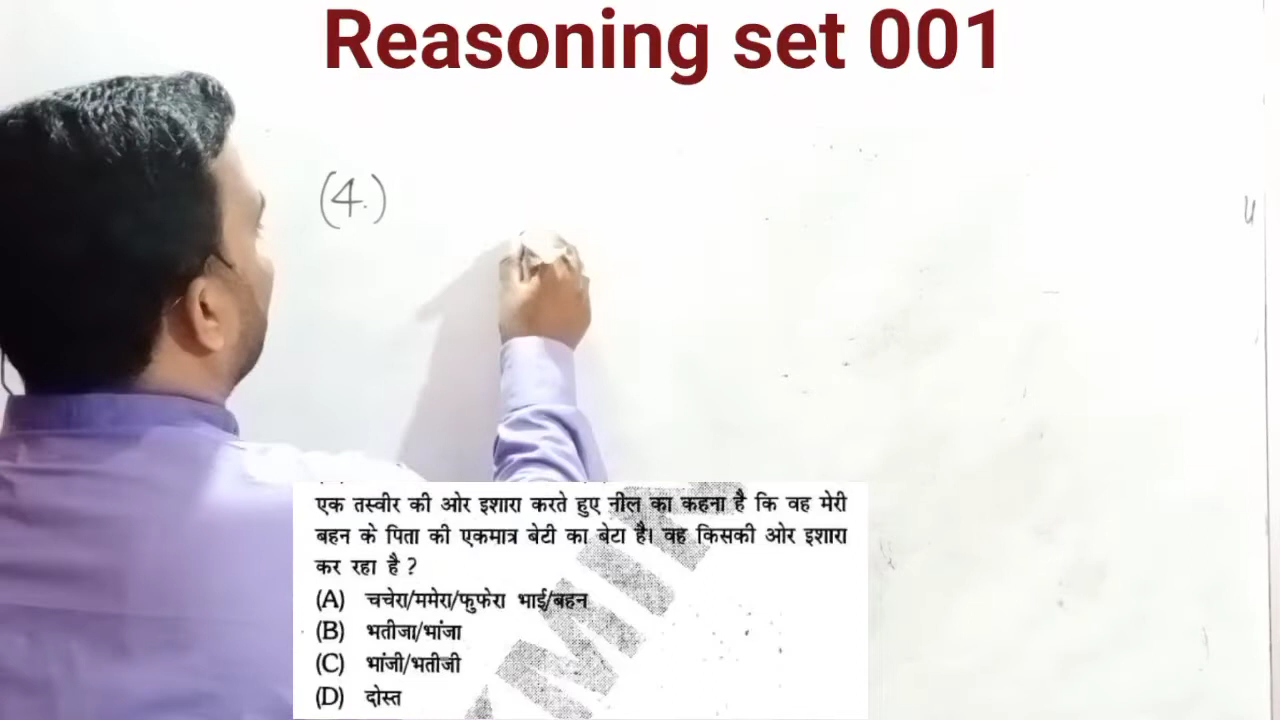 Reasoning set 001
(4.)
एक तस्वीर की ओर इशारा करते हुए नील का कहना है कि वह मेरी
बहन के पिता की एकमात्र बेटी का बेटा है। वह किसकी ओर इशारा
कर रहा है ?
(A) चचेरा/ममेरा/फुफेरा भाई/बहन
(B) भतीजा/भांजा
(C) भांजी/भतीजी
(D) दोस्त